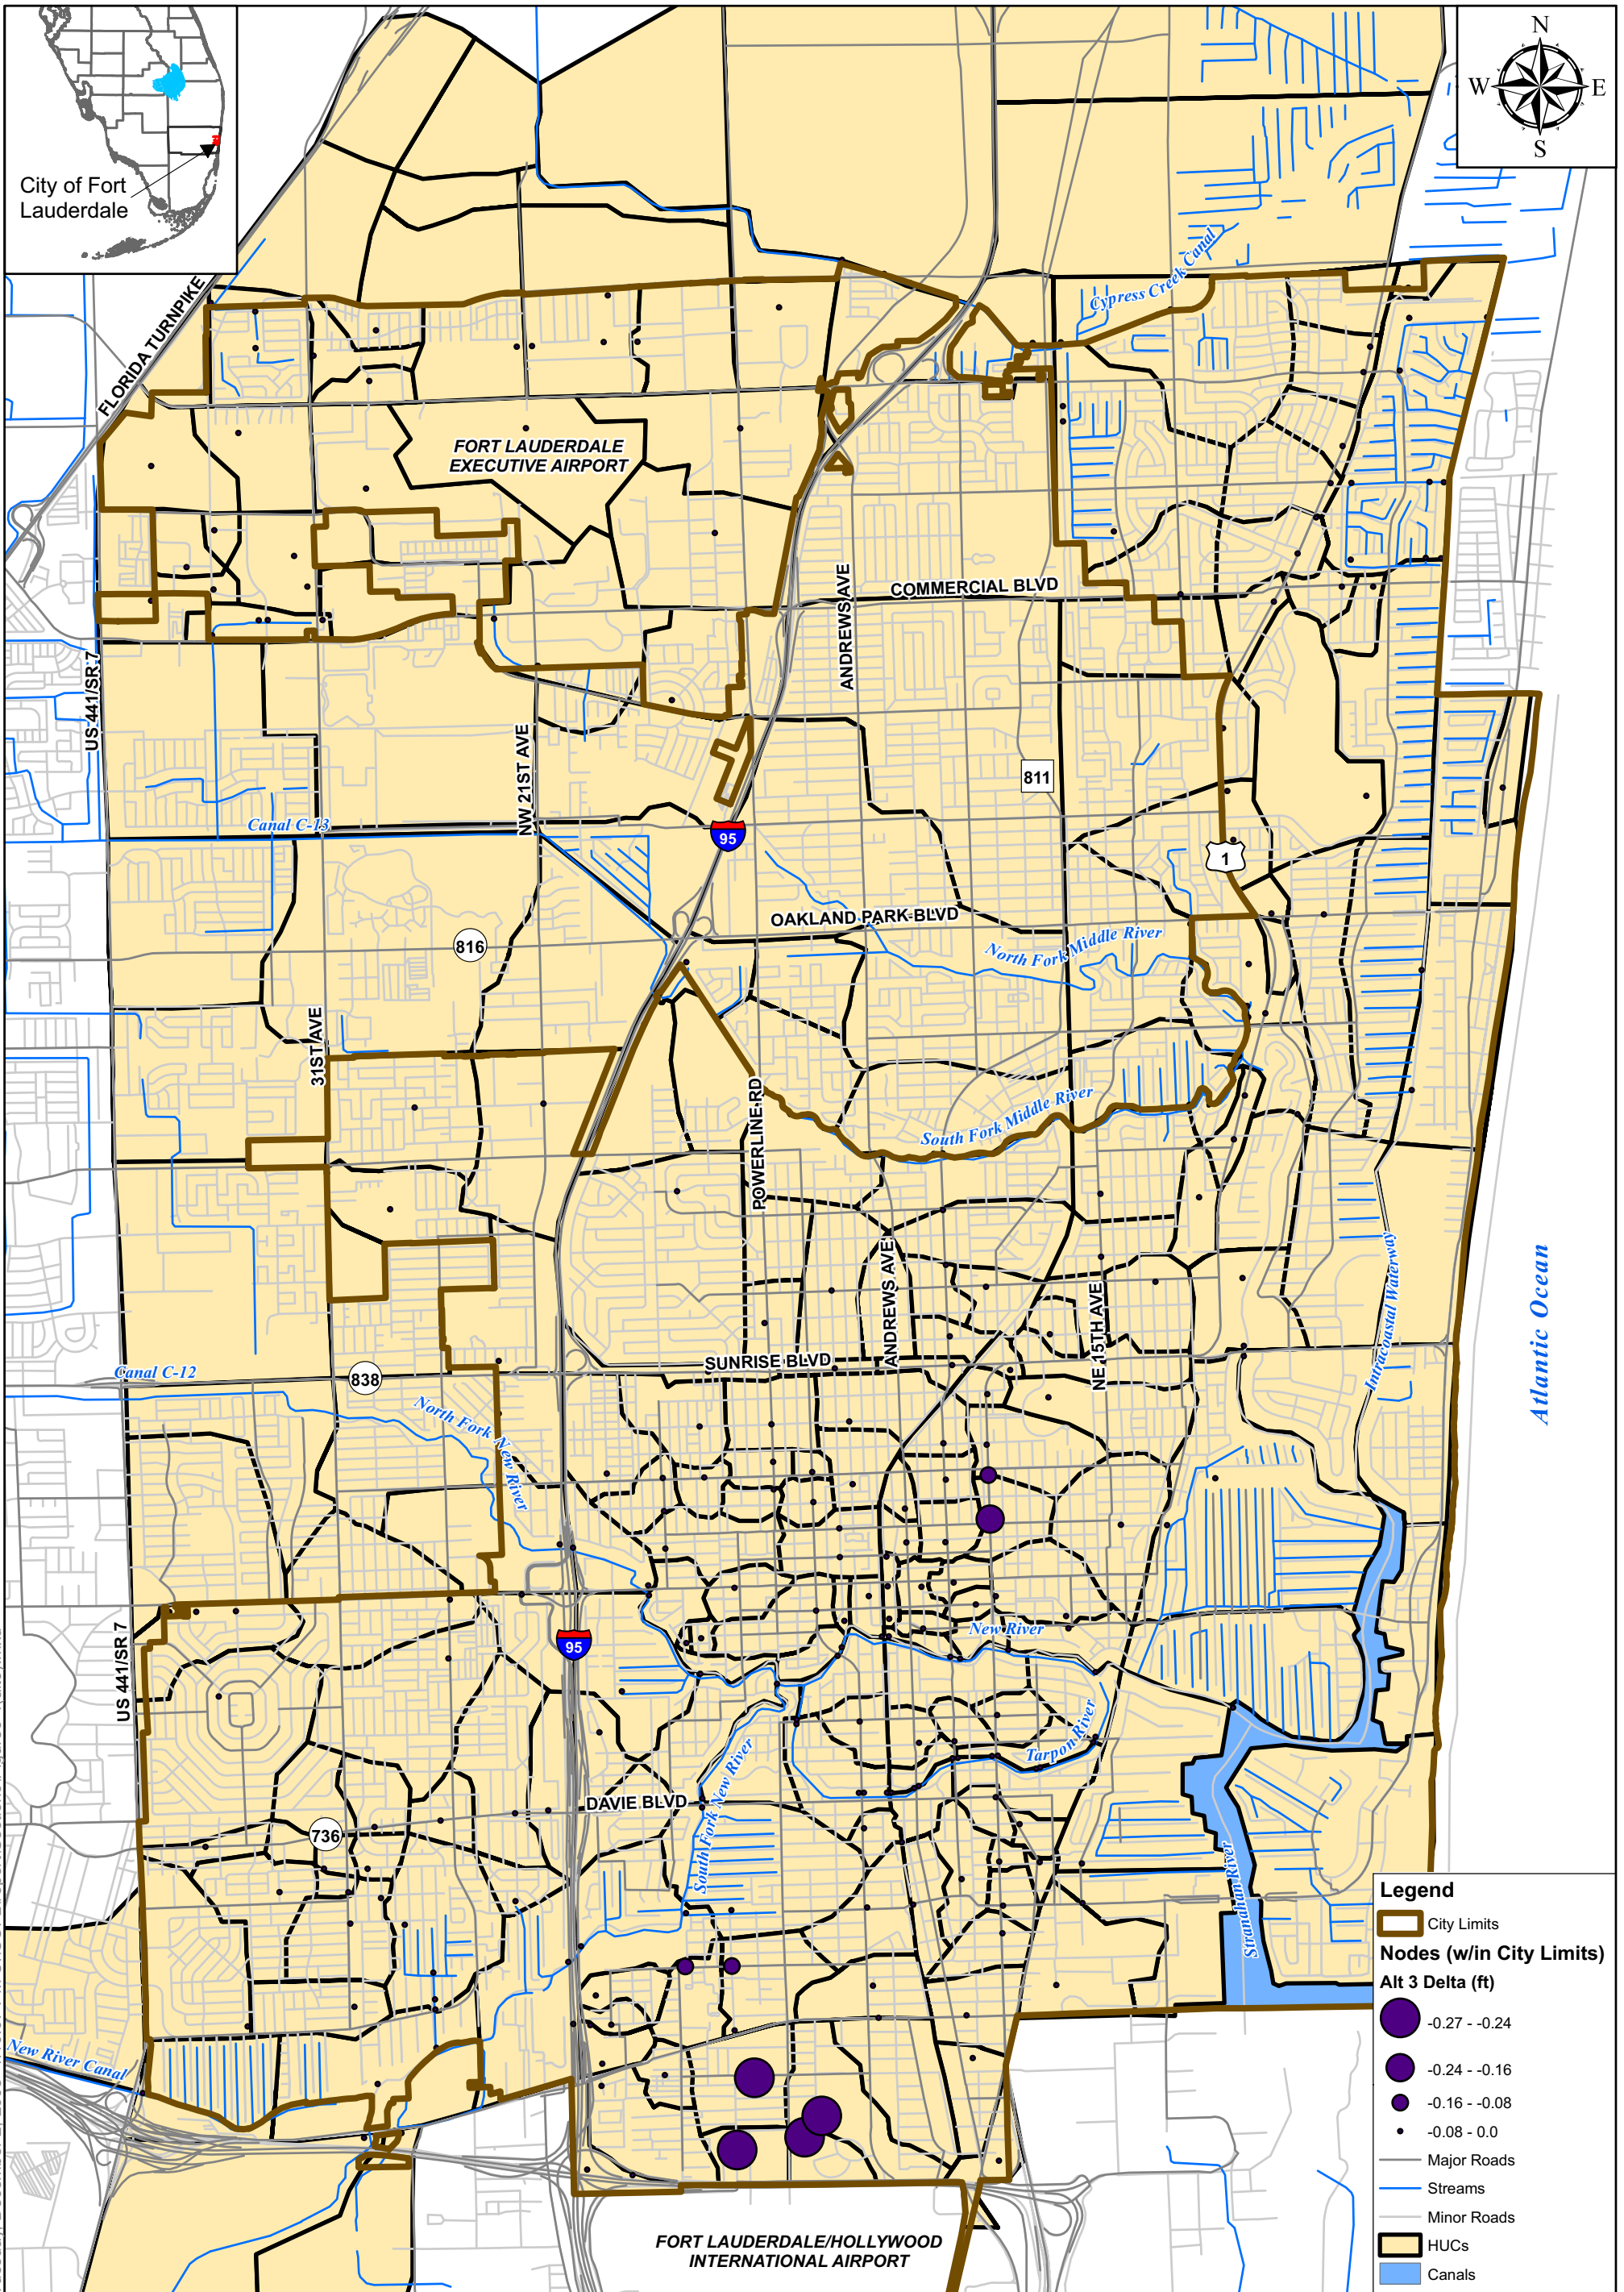 City of Fort
Lauderdale
N
W
E
S
Cypress Creek Canal
FLORIDA TURNPIKE
FORT LAUDERDALE
EXECUTIVE AIRPORT
COMMERCIAL BLVD
ANDREWS AVE
US 441/SR 7
NW 21ST AVE
811
Canal C-13
95
1
OAKLAND PARK BLVD
816
North Fork Middle River
31ST AVE
POWERLINE RD
South Fork Middle River
Atlantic Ocean
Intracoastal Waterway
ANDREWS AVE
NE 15TH AVE
SUNRISE BLVD
Canal C-12
838
North Fork New River
New River
95
US 441/SR 7
Tarpon River
South Fork New River
DAVIE BLVD
736
Stranahan River
New River Canal
FORT LAUDERDALE/HOLLYWOOD
INTERNATIONAL AIRPORT
Legend
City Limits
Nodes (w/in City Limits)
Alt 3 Delta (ft)
-0.27 - -0.24
-0.24 - -0.16
-0.16 - -0.08
-0.08 - 0.0
Major Roads
Streams
Minor Roads
HUCs
Canals